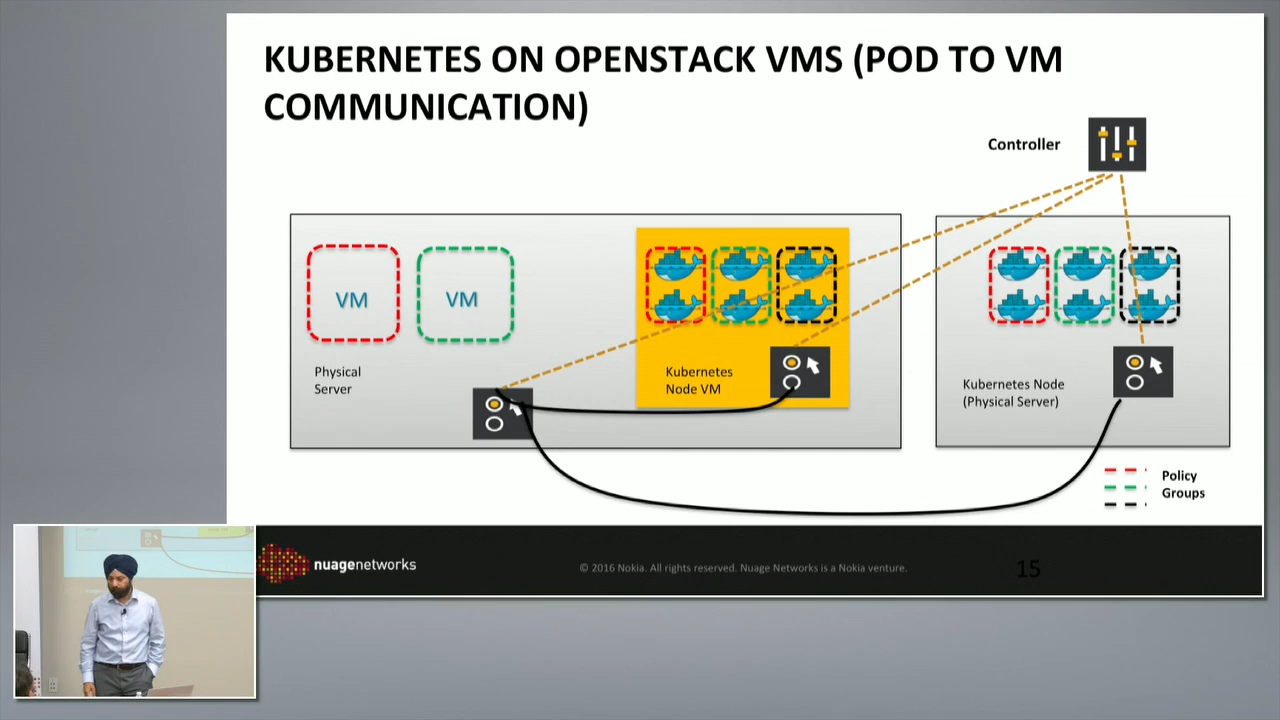 KUBERNETES ON OPENSTACK VMS (POD TO VM
COMMUNICATION)
Controller
VM
VM
Physical
Server
Kubernetes
Node VM
Kubernetes Node
(Physical Server)
Policy
Groups
nuagenetworks
© 2016 Nokia. All rights reserved. Nuage Networks is a Nokia venture.
15